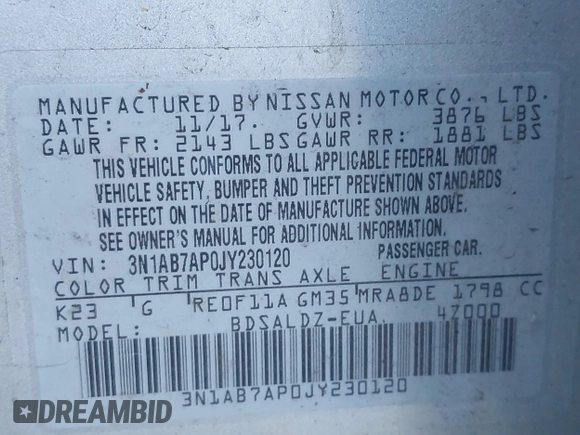 MANUFACTURED BY NISSAN MOTOR CO., LTD.
DATE: 11/17. GVWR: 3876 LBS
GAWR FR: 2143 LBS GAWR RR: 1881 LBS
THIS VEHICLE CONFORMS TO ALL APPLICABLE FEDERAL MOTOR
VEHICLE SAFETY, BUMPER AND THEFT PREVENTION STANDARDS
IN EFFECT ON THE DATE OF MANUFACTURE SHOWN ABOVE.
SEE OWNER'S MANUAL FOR ADDITIONAL INFORMATION.
VIN: 3N1AB7AP0JY230120 PASSENGER CAR.
COLOR TRIM TRANS AXLE ENGINE
K23 G RE0F11A GM35 MRA8DE 1798 CC
MODEL: BDSALDZ-EUA. 4Z000
3N1AB7AP0JY230120
DREAMBID